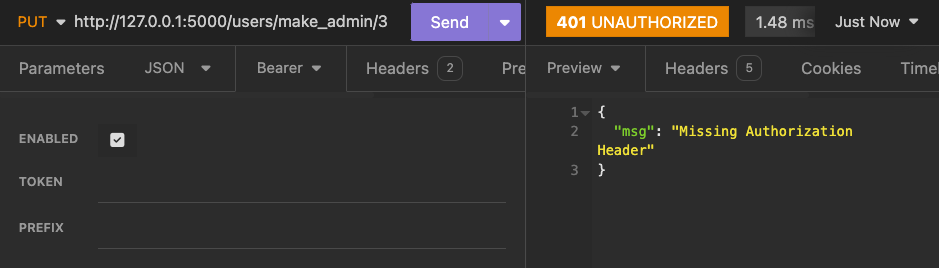 PUT http://127.0.0.1:5000/users/make_admin/3 Send 401 UNAUTHORIZED 1.48 ms Just Now
Parameters JSON Bearer Headers 2 Pre Preview Headers 5 Cookies Timel
ENABLED
TOKEN
PREFIX
1 {
2 "msg": "Missing Authorization
Header"
3 }